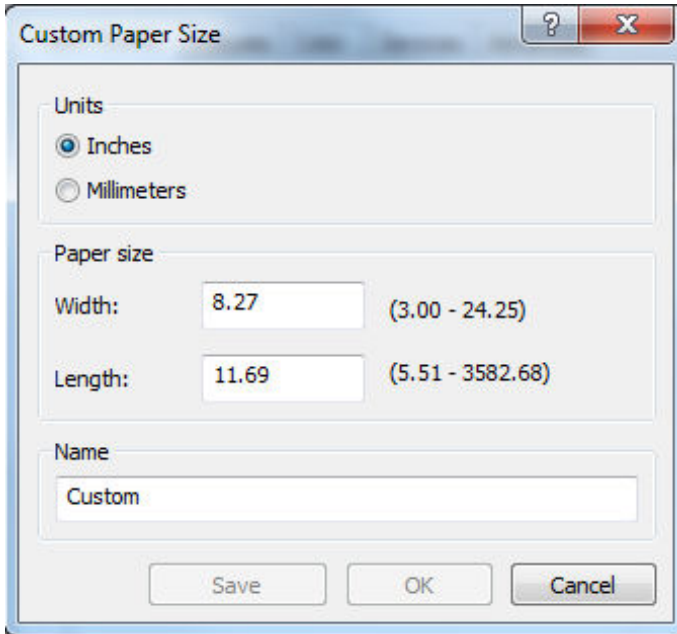 Custom Paper Size
?
X
Units
Inches
Millimeters
Paper size
Width: 8.27 (3.00 - 24.25)
Length: 11.69 (5.51 - 3582.68)
Name
Custom
Save OK Cancel